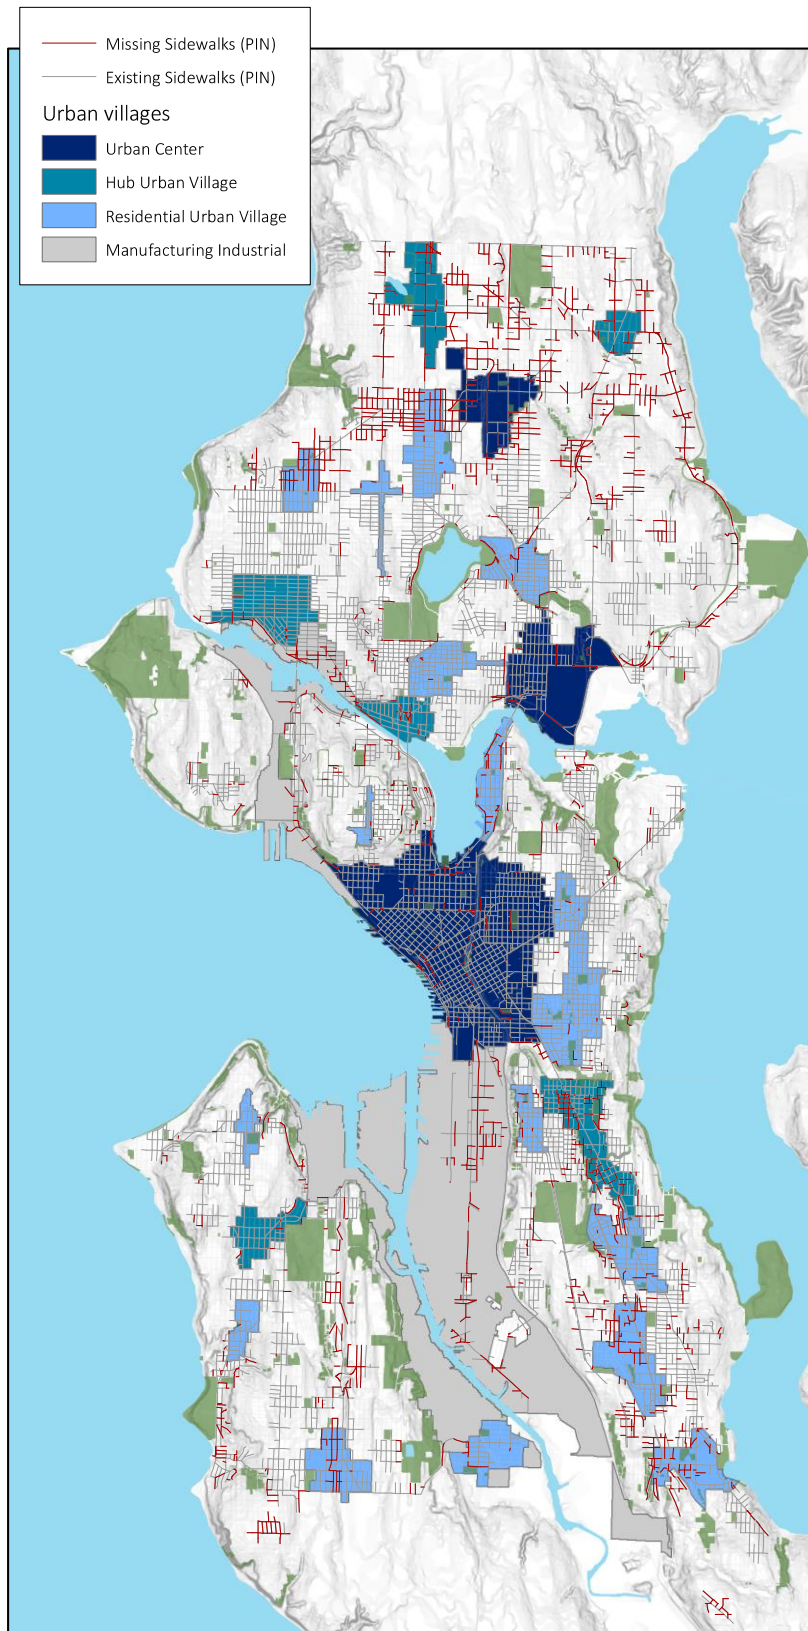 Missing Sidewalks (PIN)
Existing Sidewalks (PIN)
Urban villages
Urban Center
Hub Urban Village
Residential Urban Village
Manufacturing Industrial